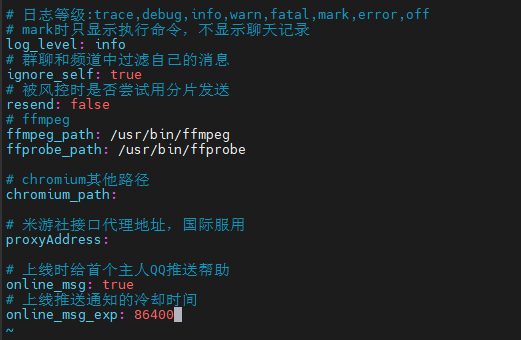 # 日志等级:trace,debug,info,warn,fatal,mark,error,off
# mark时只显示执行命令，不显示聊天记录
log_level: info
# 群聊和频道中过滤自己的消息
ignore_self: true
# 被风控时是否尝试用分片发送
resend: false
# ffmpeg
ffmpeg_path: /usr/bin/ffmpeg
ffprobe_path: /usr/bin/ffprobe
# chromium其他路径
chromium_path:
# 米游社接口代理地址，国际服用
proxyAddress:
# 上线时给首个主人QQ推送帮助
online_msg: true
# 上线推送通知的冷却时间
online_msg_exp: 86400
~